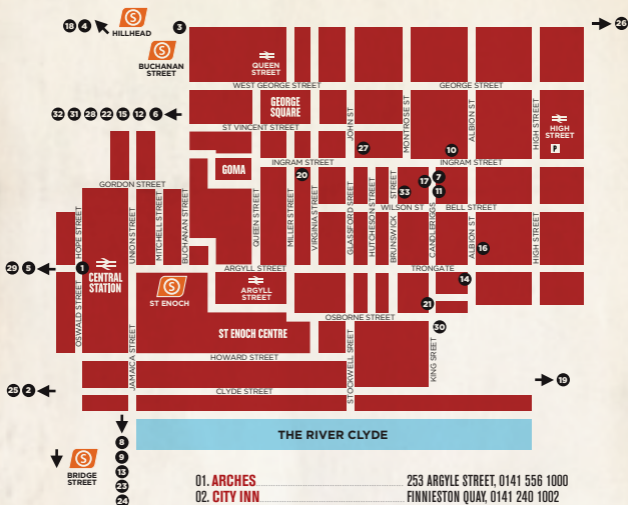 18 4
S
HILLHEAD
3
26
S
BUCHANAN
STREET
QUEEN
STREET
WEST GEORGE STREET
GEORGE STREET
32 31 28 22 15 12 6
GEORGE
SQUARE
JOHN ST
MONTROSE ST
ALBION ST
HIGH STREET
HIGH
STREET
P
ST VINCENT STREET
27
10
INGRAM STREET
INGRAM STREET
GOMA
20
17
7
11
33
GORDON STREET
WILSON ST
BELL STREET
HOPE STREET
UNION STREET
MITCHELL STREET
BUCHANAN STREET
QUEEN STREET
MILLER STREET
VIRGINIA STREET
GLASSFORD SREET
HUTCHESON STREET
BRUNSWICK STREET
CANDLERIGGS
ALBION ST
16
HIGH STREET
29 5
1
CENTRAL
STATION
ARGYLL STREET
TRONGATE
S
ST ENOCH
ARGYLL
STREET
14
21
OSWALD STREET
OSBORNE STREET
30
ST ENOCH CENTRE
JAMAICA STREET
HOWARD STREET
STOCKWELL SREET
KING SREET
25 2
CLYDE STREET
19
8
9
13
23
24
THE RIVER CLYDE
S
BRIDGE
STREET
01. ARCHES 253 ARGYLE STREET, 0141 556 1000
02. CITY INN FINNIESTON QUAY, 0141 240 1002